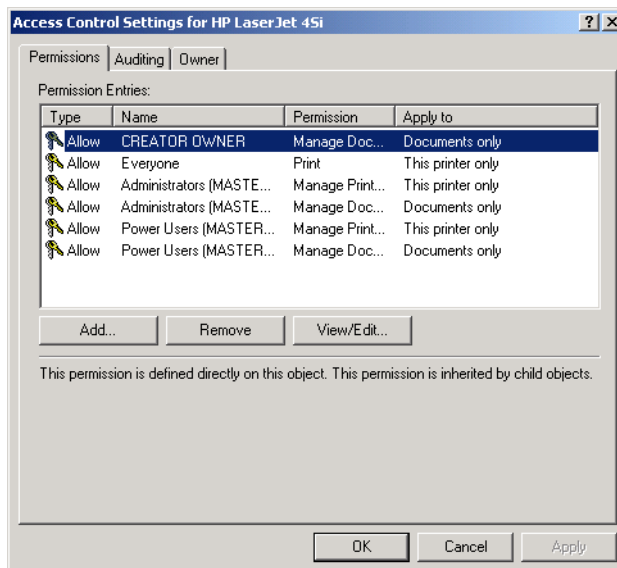 Access Control Settings for HP LaserJet 4Si
Permissions Auditing Owner
Permission Entries:
Type Name Permission Apply to
Allow CREATOR OWNER Manage Doc... Documents only
Allow Everyone Print This printer only
Allow Administrators (MASTE... Manage Print... This printer only
Allow Administrators (MASTE... Manage Doc... Documents only
Allow Power Users (MASTER... Manage Print... This printer only
Allow Power Users (MASTER... Manage Doc... Documents only
Add... Remove View/Edit...
This permission is defined directly on this object. This permission is inherited by child objects.
OK Cancel Apply